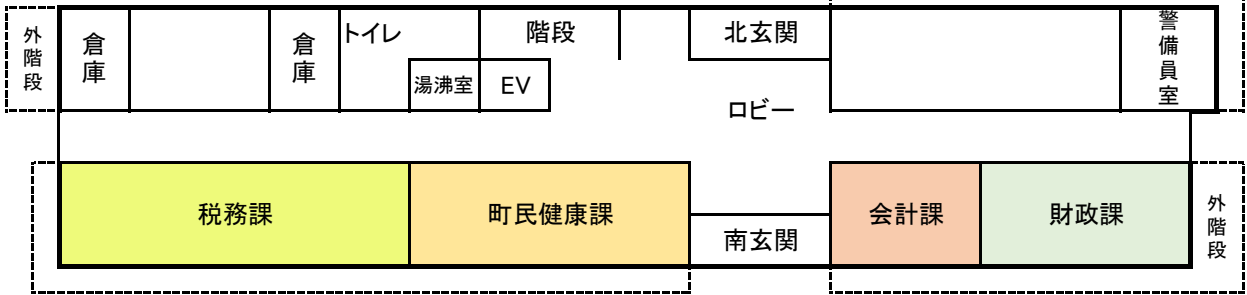 外階段
倉庫
倉庫
トイレ
階段
北玄関
警備員室
湯沸室
EV
ロビー
税務課
町民健康課
南玄関
会計課
財政課
外階段